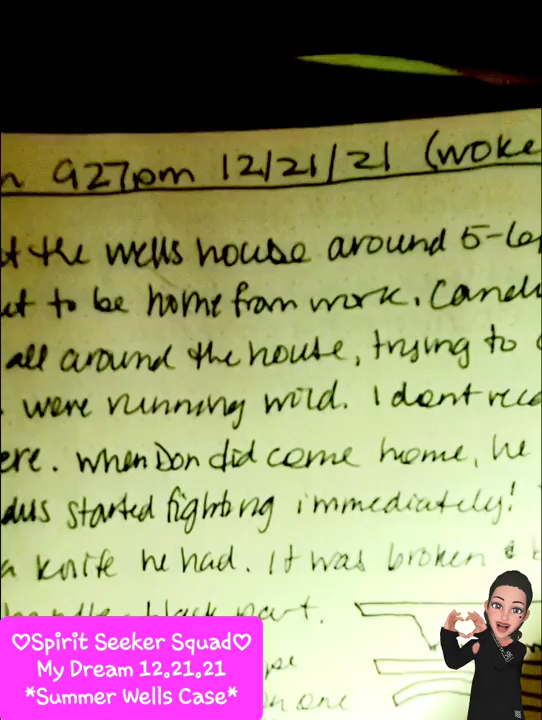 927pm 12/21/21 (woke
the wells house around 5-6
to be home from work. Candu
all around the house, trying to
were running wild. I dont reca
ere. when Don did come home, he
dus started fighting immediately!
a knife he had. It was broken &
handle black part.
one
♡Spirit Seeker Squad♡
My Dream 12.21.21
*Summer Wells Case*